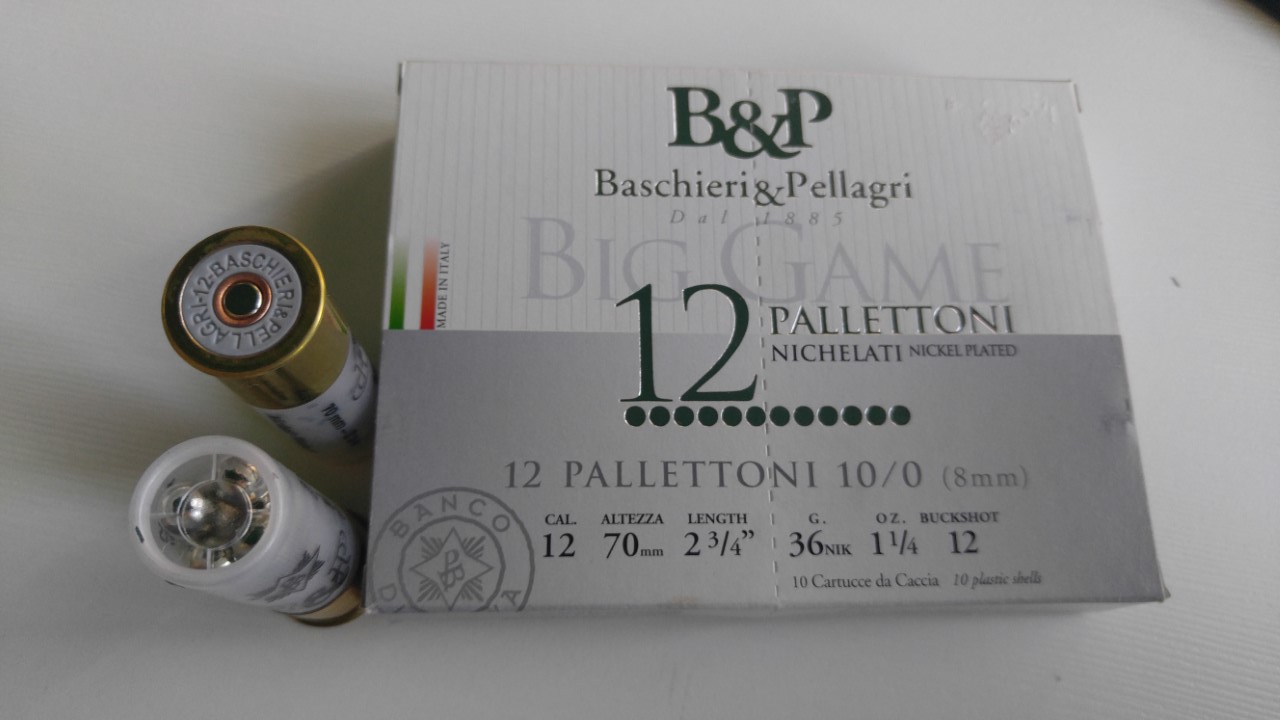 B&P
Baschieri&Pellagri
Dal 1885
BIG GAME
MADE IN ITALY
12 PALLETTONI
NICHELATI NICKEL PLATED
12 PALLETTONI 10/0 (8mm)
CAL. ALTEZZA LENGTH G. OZ. BUCKSHOT
12 70mm 2 3/4” 36NIK 1 1/4 12
10 Cartucce da Caccia 10 plastic shells
BANCO
12-BASCHIERI&PELLAGRI
70 mm